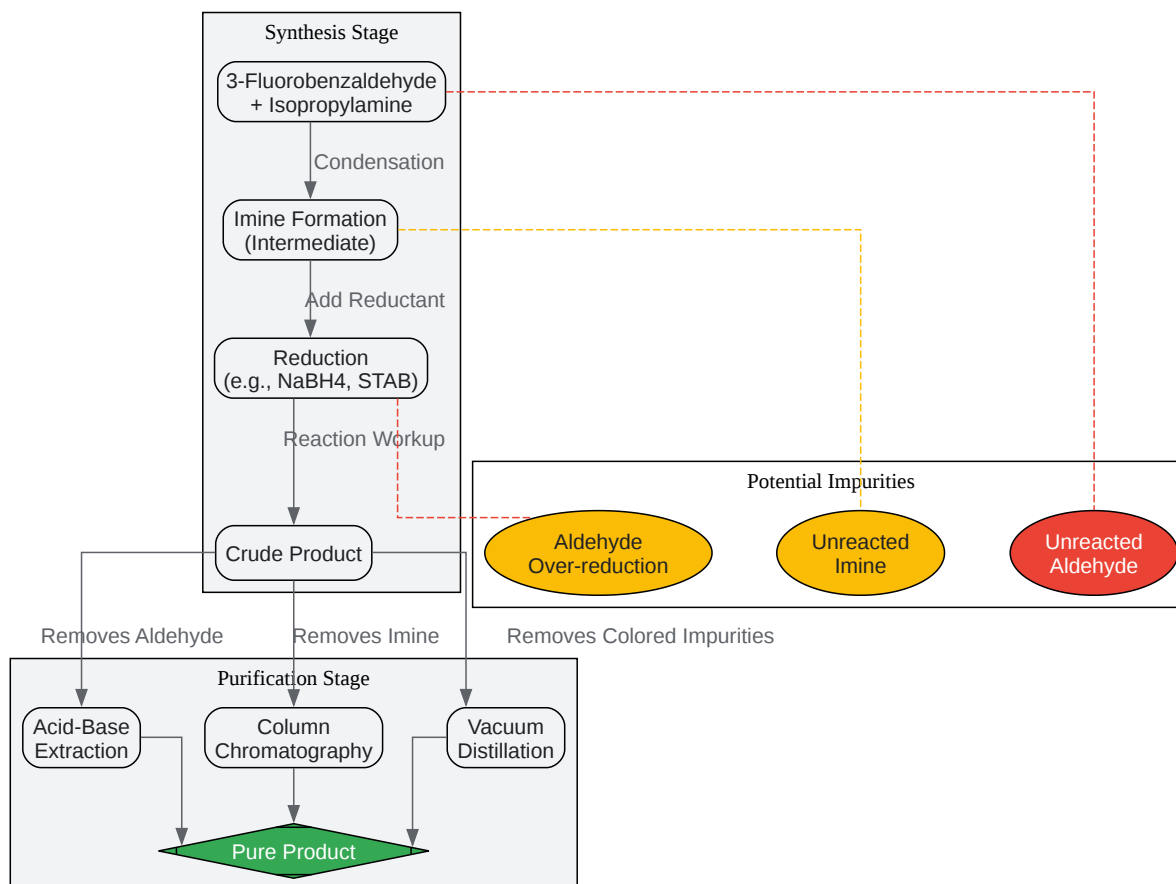 Synthesis Stage
3-Fluorobenzaldehyde
+ Isopropylamine
Condensation
Imine Formation
(Intermediate)
Add Reductant
Reduction
(e.g., NaBH4, STAB)
Reaction Workup
Potential Impurities
Aldehyde
Over-reduction
Unreacted
Imine
Unreacted
Aldehyde
Crude Product
Removes Aldehyde
Removes Imine
Removes Colored Impurities
Purification Stage
Acid-Base
Extraction
Column
Chromatography
Vacuum
Distillation
Pure Product